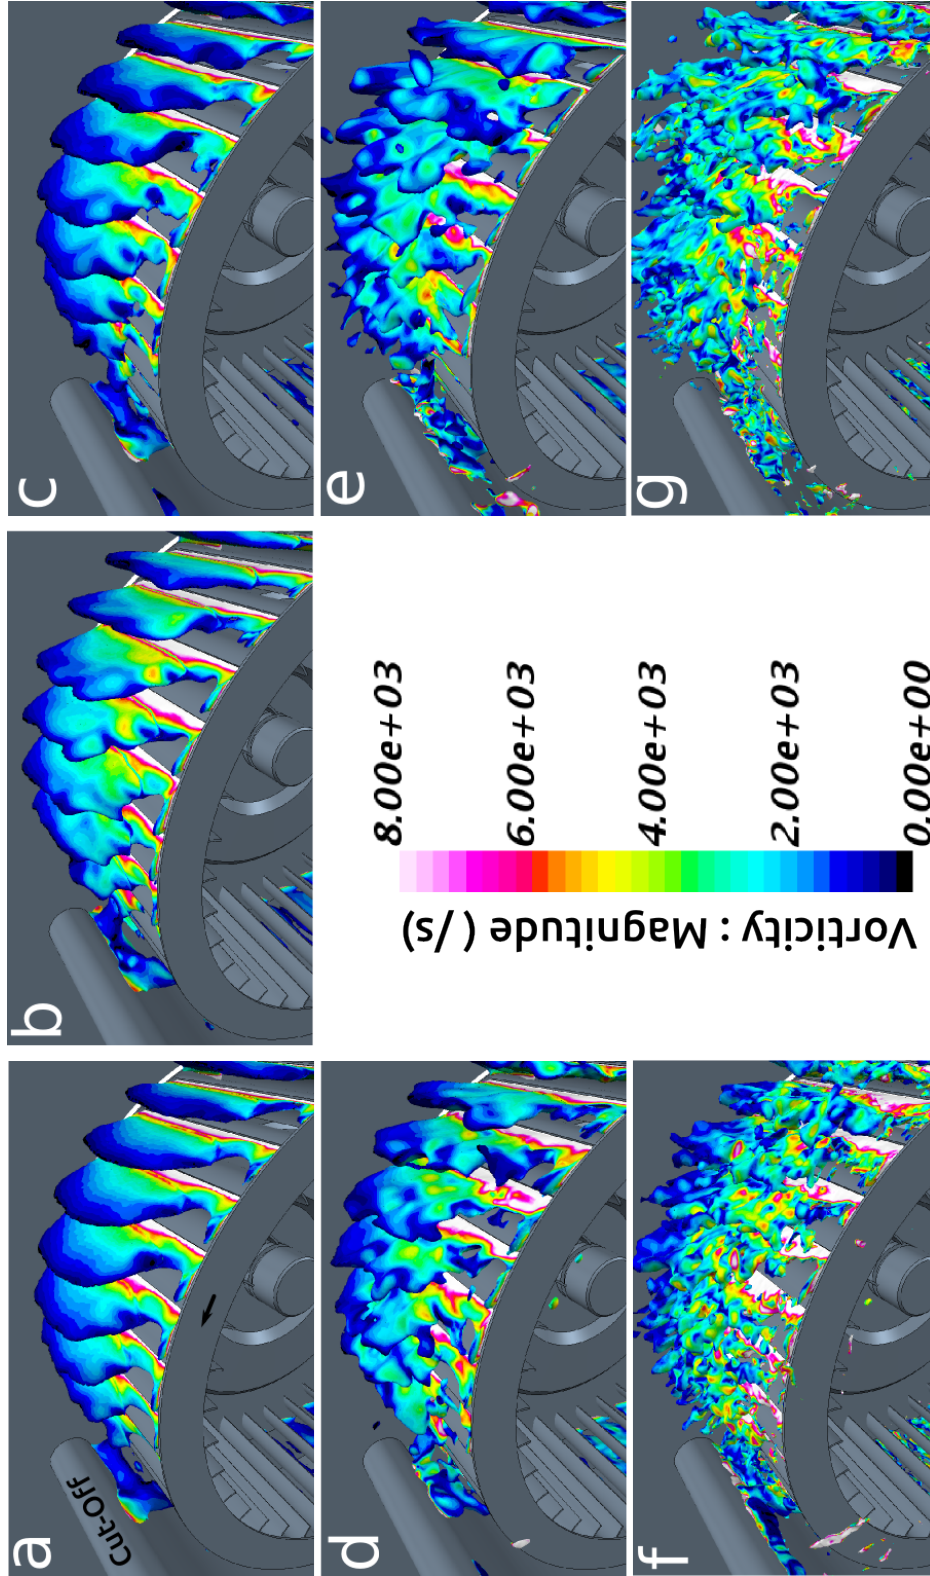 a
Cut-Off
b
c
d
e
f
g
Vorticity : Magnitude ( /s)
8.00e+03
6.00e+03
4.00e+03
2.00e+03
0.00e+00